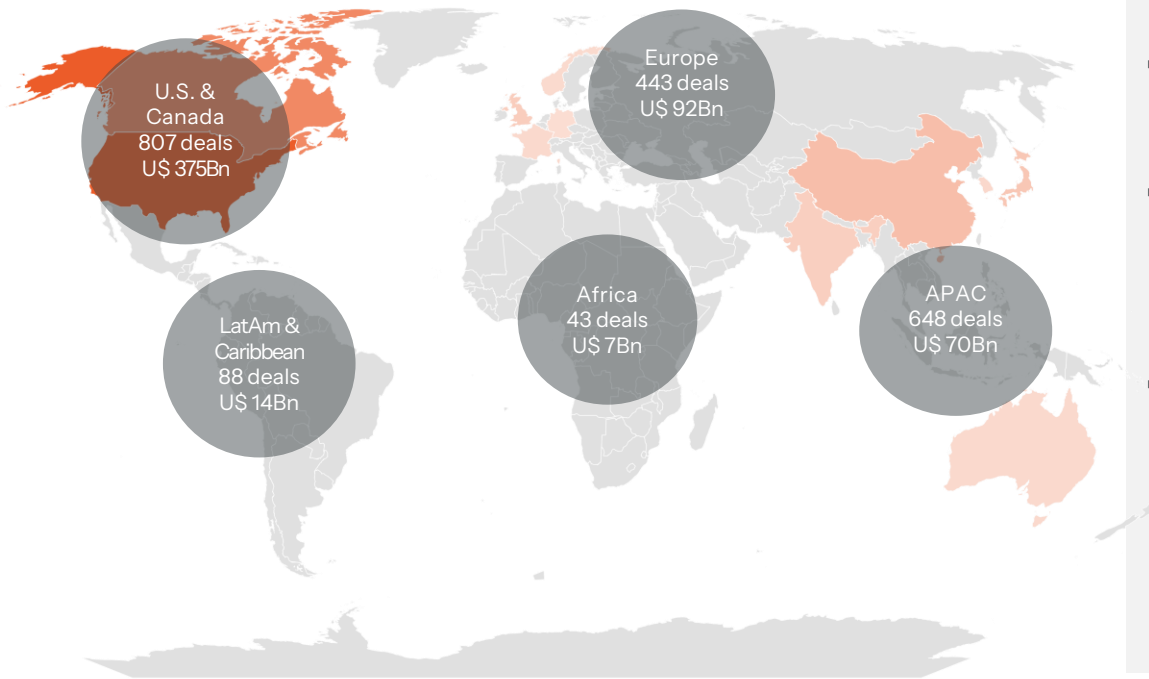 U.S. &
Canada
807 deals
U$ 375Bn
Europe
443 deals
U$ 92Bn
LatAm &
Caribbean
88 deals
U$ 14Bn
Africa
43 deals
U$ 7Bn
APAC
648 deals
U$ 70Bn